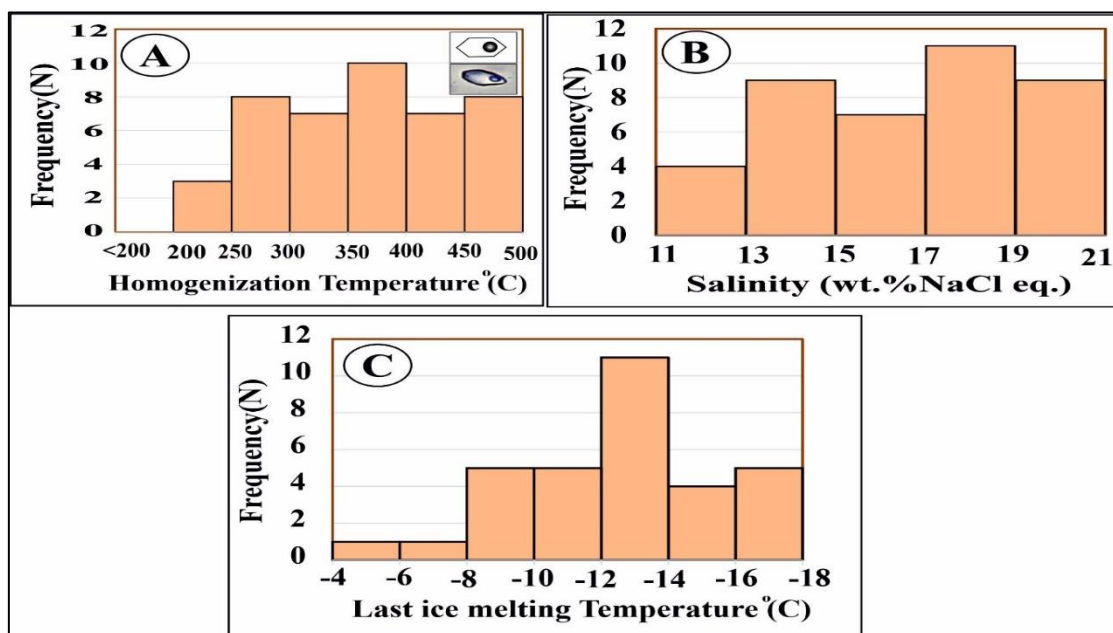 A
Frequency(N)
12
10
8
6
4
2
0
<200 200 250 300 350 400 450 500
Homogenization Temperature°(C)
B
Frequency(N)
12
10
8
6
4
2
0
11 13 15 17 19 21
Salinity (wt.%NaCl eq.)
C
Frequency(N)
12
10
8
6
4
2
0
-4 -6 -8 -10 -12 -14 -16 -18
Last ice melting Temperature°(C)